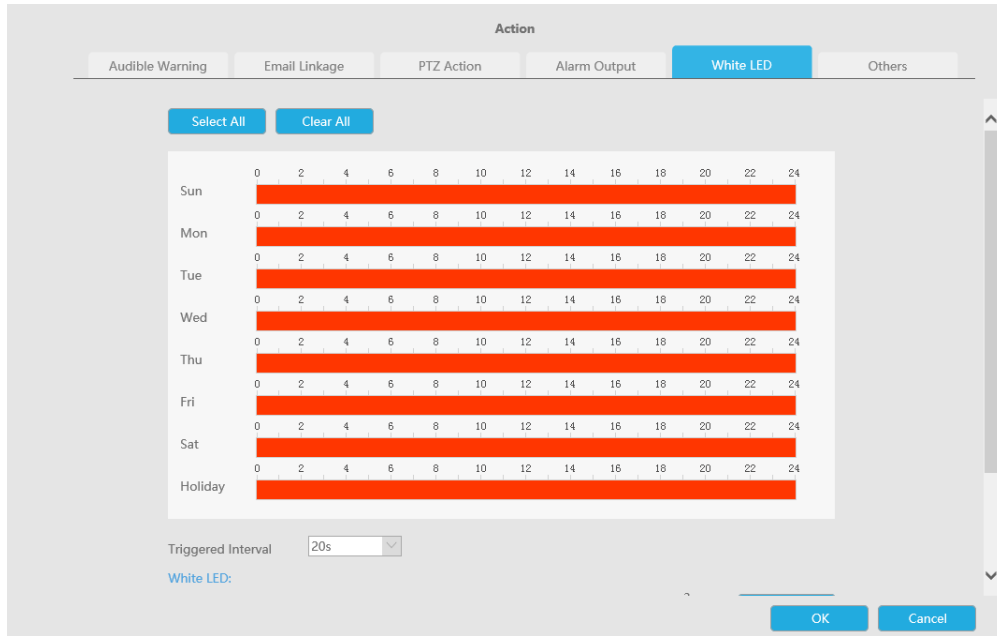 Action
Audible Warning Email Linkage PTZ Action Alarm Output White LED Others
Select All Clear All
0 2 4 6 8 10 12 14 16 18 20 22 24
Sun
0 2 4 6 8 10 12 14 16 18 20 22 24
Mon
0 2 4 6 8 10 12 14 16 18 20 22 24
Tue
0 2 4 6 8 10 12 14 16 18 20 22 24
Wed
0 2 4 6 8 10 12 14 16 18 20 22 24
Thu
0 2 4 6 8 10 12 14 16 18 20 22 24
Fri
0 2 4 6 8 10 12 14 16 18 20 22 24
Sat
0 2 4 6 8 10 12 14 16 18 20 22 24
Holiday
Triggered Interval 20s
White LED:
OK Cancel